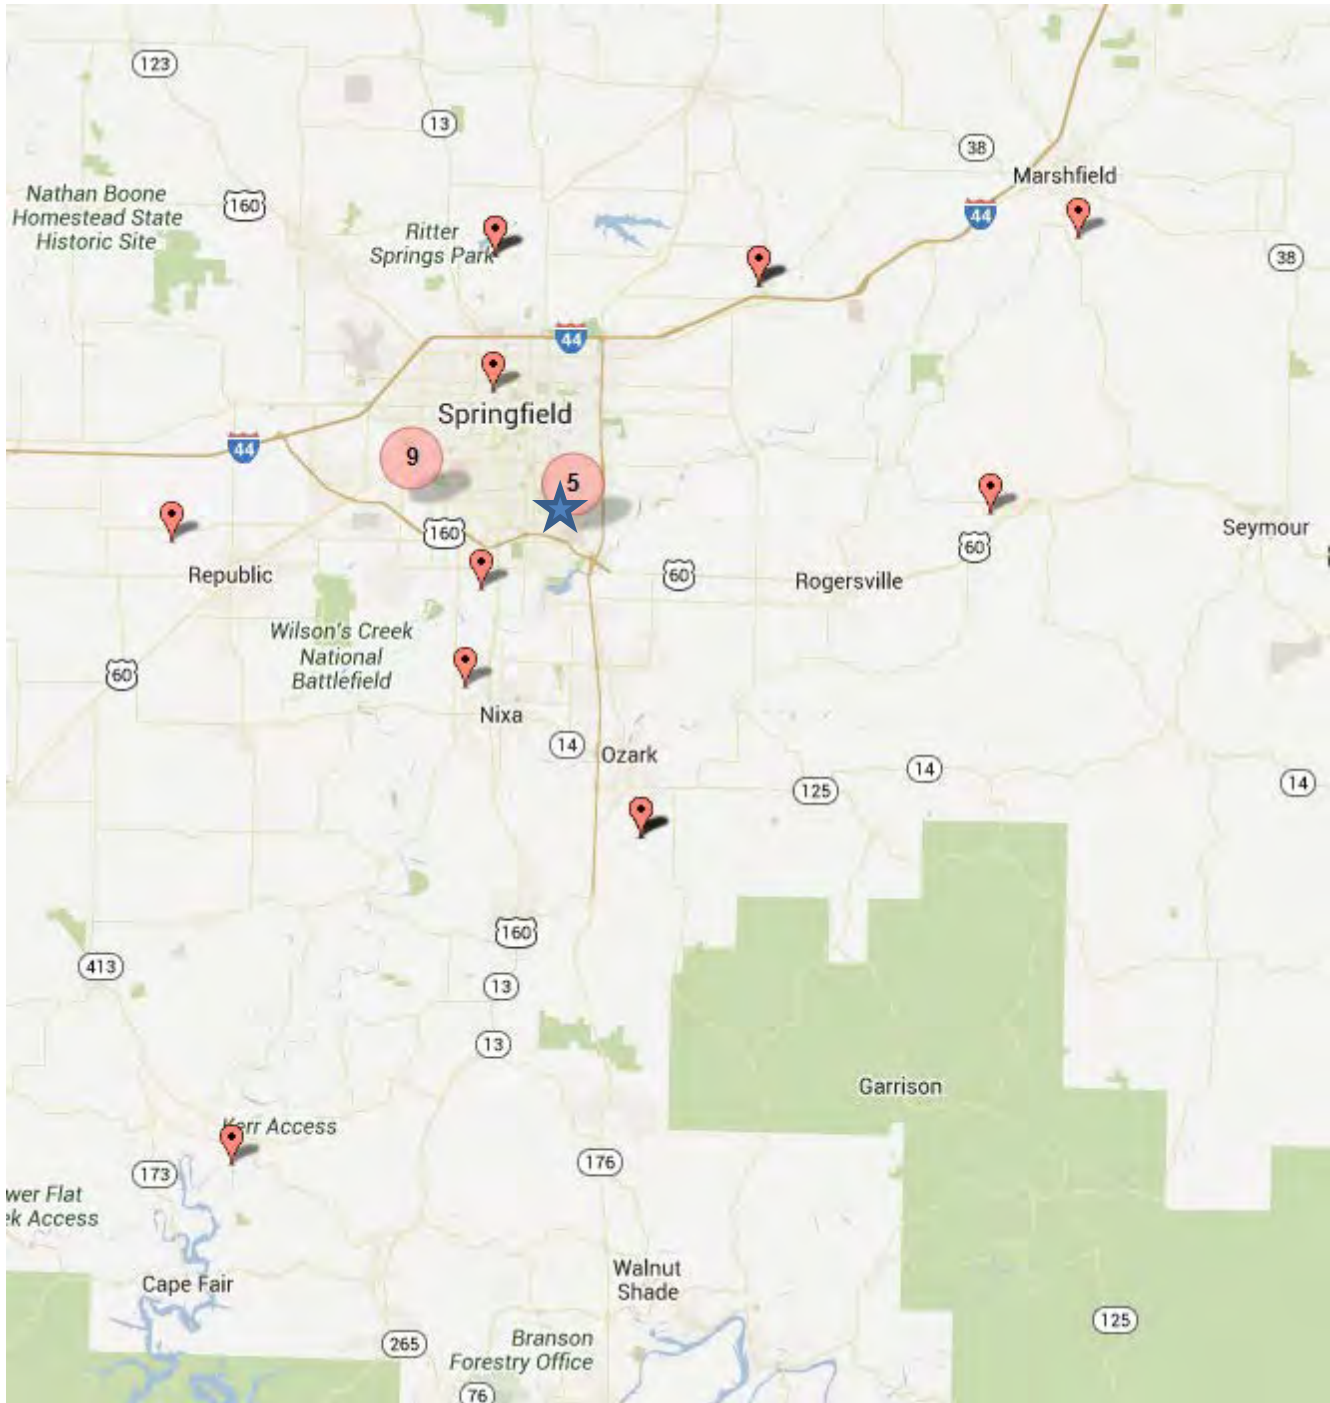 123
13
38
Marshfield
Nathan Boone
Homestead State
Historic Site
160
44
Ritter
Springs Park
38
44
Springfield
44
9
5
160
Seymour
60
Republic
60
Rogersville
Wilson's Creek
National
Battlefield
60
Nixa
14
Ozark
14
125
14
160
413
13
13
Garrison
Kerr Access
176
173
wer Flat
ek Access
Cape Fair
Walnut
Shade
125
265
Branson
Forestry Office
76